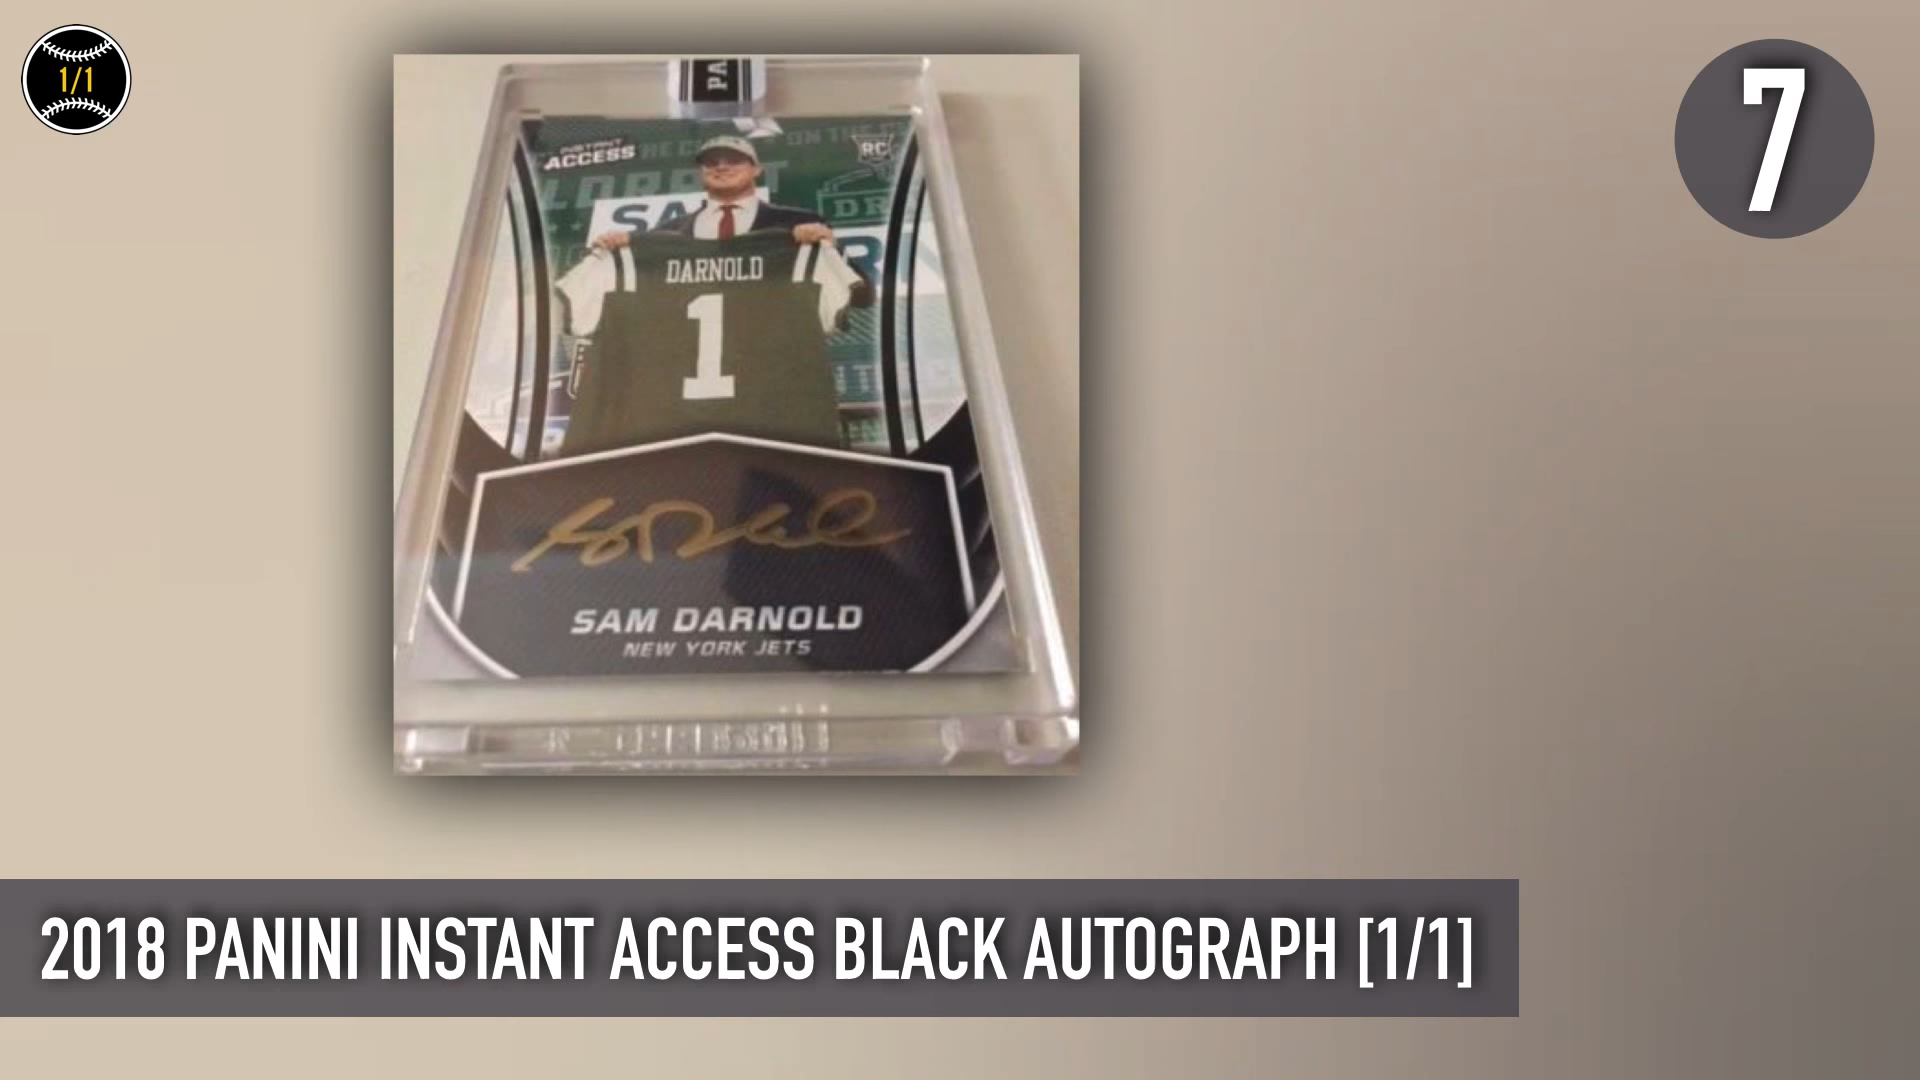 1/1
7
PA
INSTANT
ACCESS
RC
DARNOLD
1
SAM DARNOLD
NEW YORK JETS
2018 PANINI INSTANT ACCESS BLACK AUTOGRAPH [1/1]